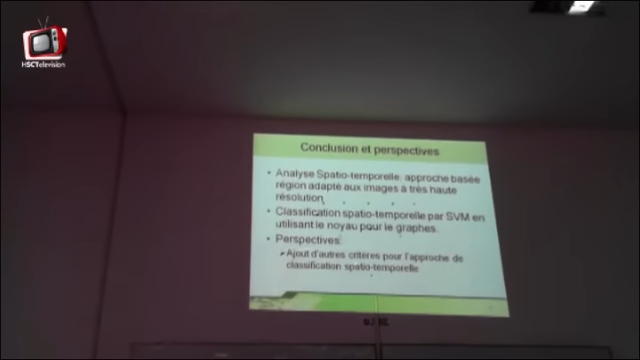 HSCTelevision
Conclusion et perspectives
• Analyse Spatio-temporelle: approche basée
région adapté aux images à très haute
résolution
• Classification spatio-temporelle par SVM en
utilisant le noyau pour le graphes.
• Perspectives:
Ajout d'autres critères pour l'approche de
classification spatio-temporelle